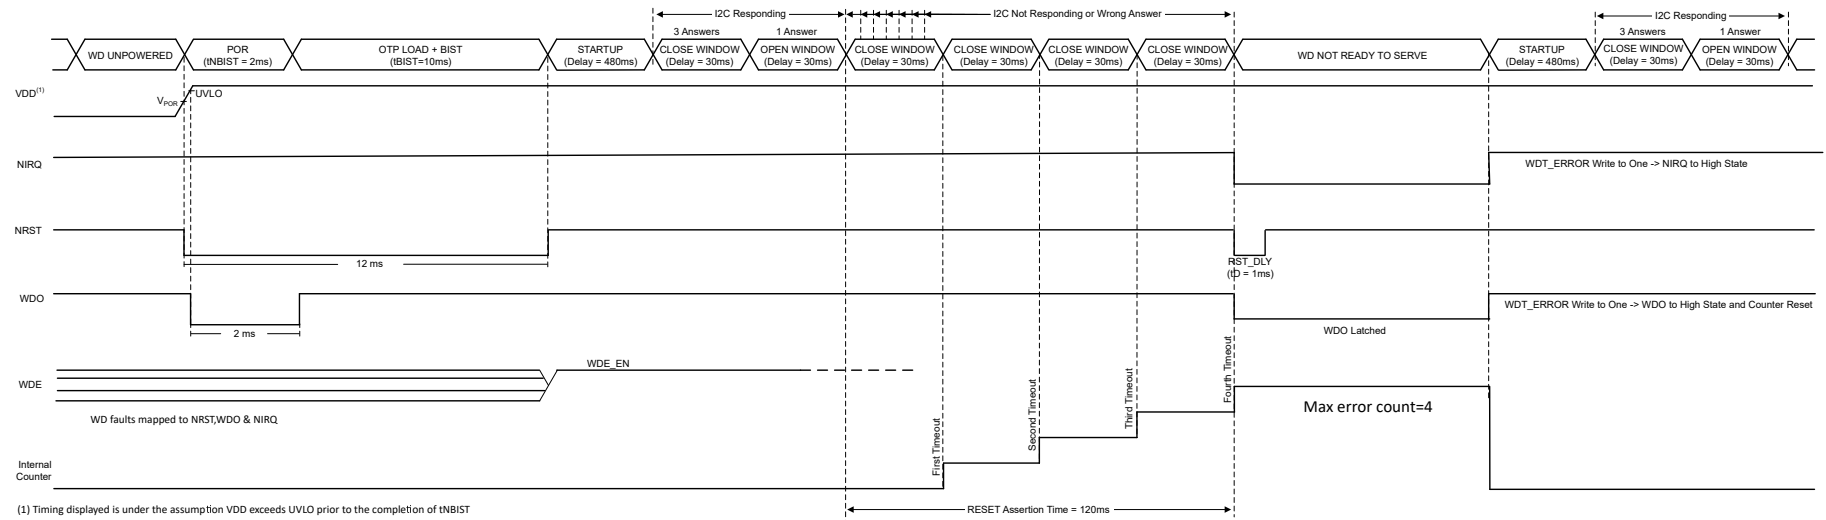 I2C Responding
I2C Not Responding or Wrong Answer
I2C Responding
3 Answers
1 Answer
3 Answers
1 Answer
WD UNPOWERED
POR
(tNBIST = 2ms)
OTP LOAD + BIST
(tBIST=10ms)
STARTUP
(Delay = 480ms)
CLOSE WINDOW
(Delay = 30ms)
OPEN WINDOW
(Delay = 30ms)
CLOSE WINDOW
(Delay = 30ms)
CLOSE WINDOW
(Delay = 30ms)
CLOSE WINDOW
(Delay = 30ms)
CLOSE WINDOW
(Delay = 30ms)
WD NOT READY TO SERVE
STARTUP
(Delay = 480ms)
CLOSE WINDOW
(Delay = 30ms)
OPEN WINDOW
(Delay = 30ms)
VDD(1)
VPOR
UVLO
NIRQ
WDT_ERROR Write to One -> NIRQ to High State
NRST
12 ms
RST_DLY
(tD = 1ms)
WDO
2 ms
WDT_ERROR Write to One -> WDO to High State and Counter Reset
WDO Latched
WDE
WDE_EN
WD faults mapped to NRST,WDO & NIRQ
First Timeout
Second Timeout
Third Timeout
Fourth Timeout
Max error count=4
Internal
Counter
RESET Assertion Time = 120ms
(1) Timing displayed is under the assumption VDD exceeds UVLO prior to the completion of tNBIST